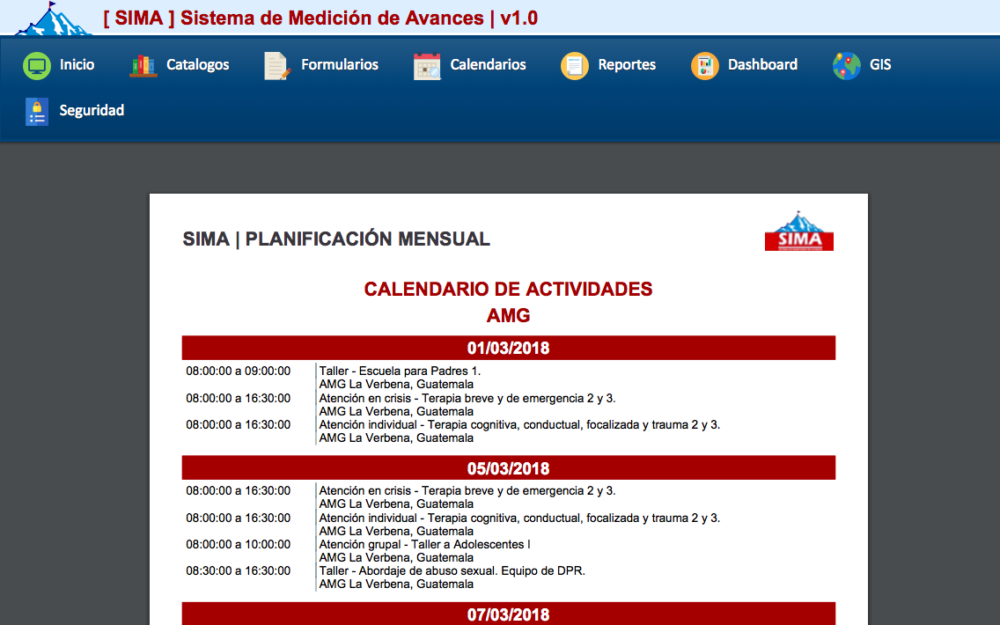 [ SIMA ] Sistema de Medición de Avances | v1.0
Inicio
Catalogos
Formularios
Calendarios
Reportes
Dashboard
GIS
Seguridad
SIMA | PLANIFICACIÓN MENSUAL
SIMA
CALENDARIO DE ACTIVIDADES
AMG
01/03/2018
08:00:00 a 09:00:00 Taller - Escuela para Padres 1.
AMG La Verbena, Guatemala
08:00:00 a 16:30:00 Atención en crisis - Terapia breve y de emergencia 2 y 3.
AMG La Verbena, Guatemala
08:00:00 a 16:30:00 Atención individual - Terapia cognitiva, conductual, focalizada y trauma 2 y 3.
AMG La Verbena, Guatemala
05/03/2018
08:00:00 a 16:30:00 Atención en crisis - Terapia breve y de emergencia 2 y 3.
AMG La Verbena, Guatemala
08:00:00 a 16:30:00 Atención individual - Terapia cognitiva, conductual, focalizada y trauma 2 y 3.
AMG La Verbena, Guatemala
08:00:00 a 10:00:00 Atención grupal - Taller a Adolescentes I
AMG La Verbena, Guatemala
08:30:00 a 16:30:00 Taller - Abordaje de abuso sexual. Equipo de DPR.
AMG La Verbena, Guatemala
07/03/2018